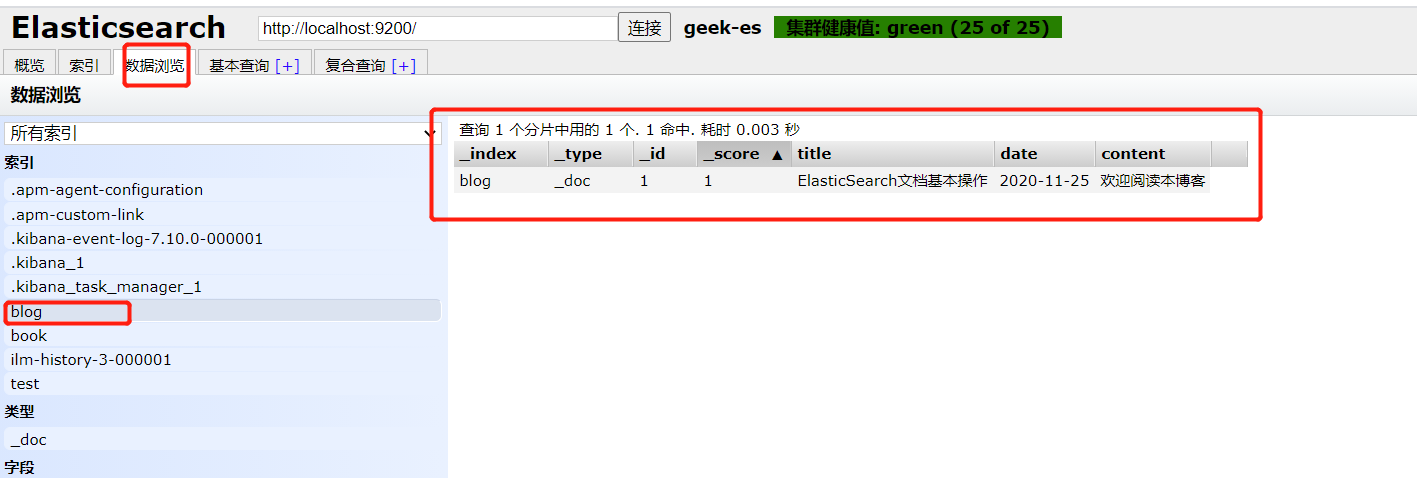 Elasticsearch http://localhost:9200/ 连接 geek-es 集群健康值: green (25 of 25)
概览 索引 数据浏览 基本查询 [+] 复合查询 [+]
数据浏览
所有索引
索引
.apm-agent-configuration
.apm-custom-link
.kibana-event-log-7.10.0-000001
.kibana_1
.kibana_task_manager_1
blog
book
ilm-history-3-000001
test
类型
_doc
字段
查询 1 个分片中用的 1 个. 1 命中. 耗时 0.003 秒
_index _type _id _score ▲ title date content
blog _doc 1 1 ElasticSearch文档基本操作 2020-11-25 欢迎阅读本博客